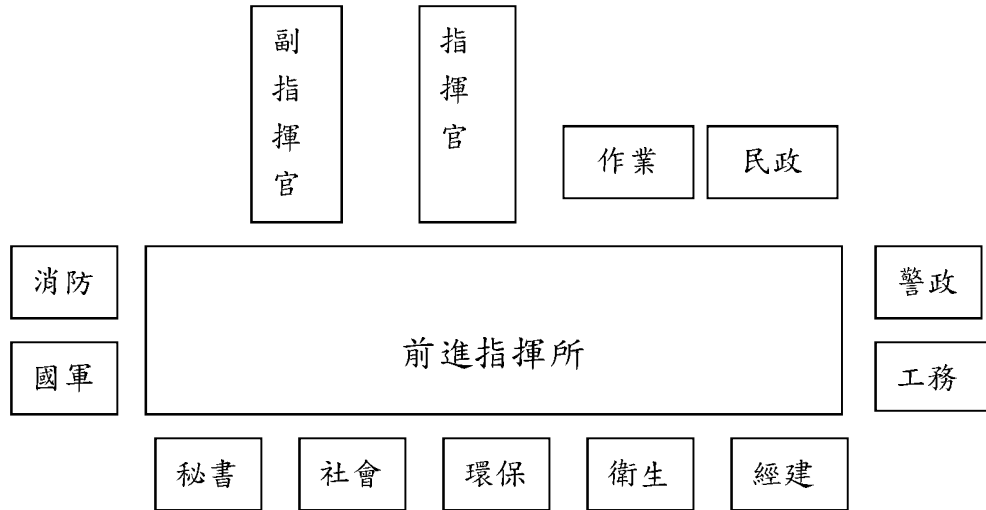 副指揮官
指揮官
作業
民政
消防
警政
前進指揮所
國軍
工務
秘書
社會
環保
衛生
經建